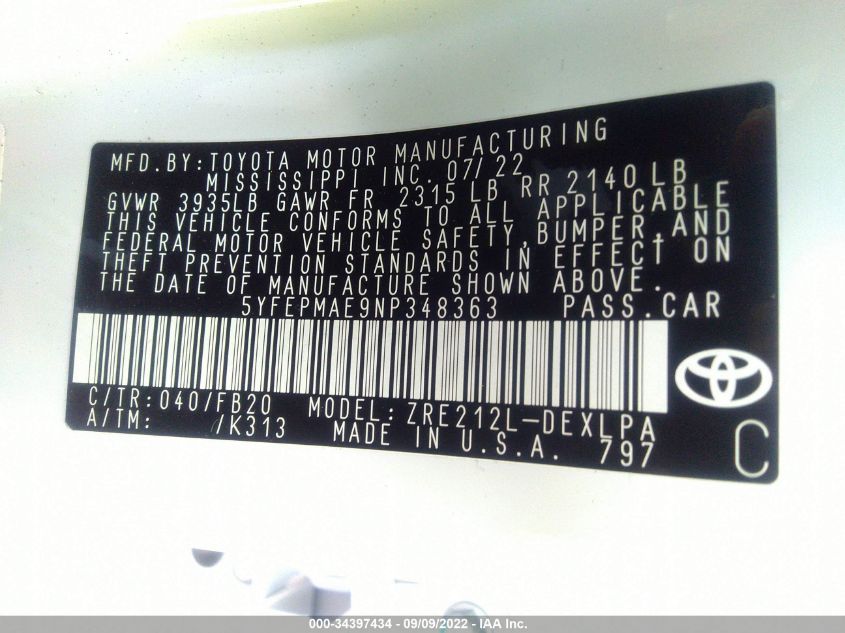 MFD.BY:TOYOTA MOTOR MANUFACTURING
MISSISSIPPI INC. 07/22
GVWR 3935LB GAWR FR 2315 LB RR 2140LB
THIS VEHICLE CONFORMS TO ALL APPLICABLE
FEDERAL MOTOR VEHICLE SAFETY,BUMPER,AND
THEFT PREVENTION STANDARDS IN EFFECT ON
THE DATE OF MANUFACTURE SHOWN ABOVE.
5YFEPMAE9NP348363 PASS.CAR
C/TR:040/FB20 MODEL: ZRE212L-DEXLPA
A/TM: /K313 MADE IN U.S.A. 797 C
000-34397434 - 09/09/2022 - IAA Inc.